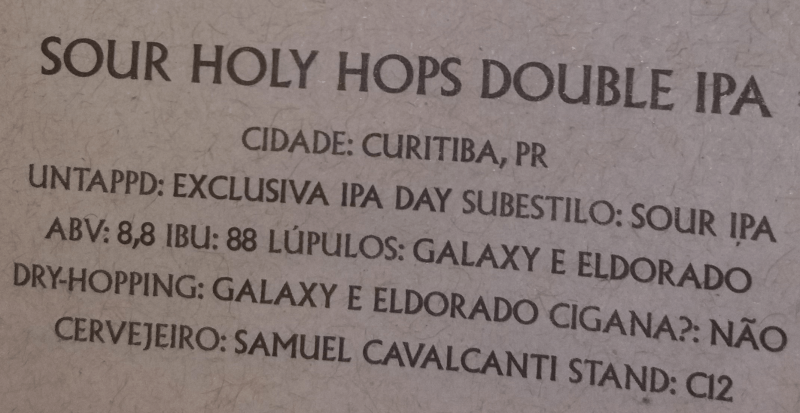 SOUR HOLY HOPS DOUBLE IPA
CIDADE: CURITIBA, PR
UNTAPPD: EXCLUSIVA IPA DAY SUBESTILO: SOUR IPA
ABV: 8,8 IBU: 88 LÚPULOS: GALAXY E ELDORADO
DRY-HOPPING: GALAXY E ELDORADO CIGANA?: NÃO
CERVEJEIRO: SAMUEL CAVALCANTI STAND: C12